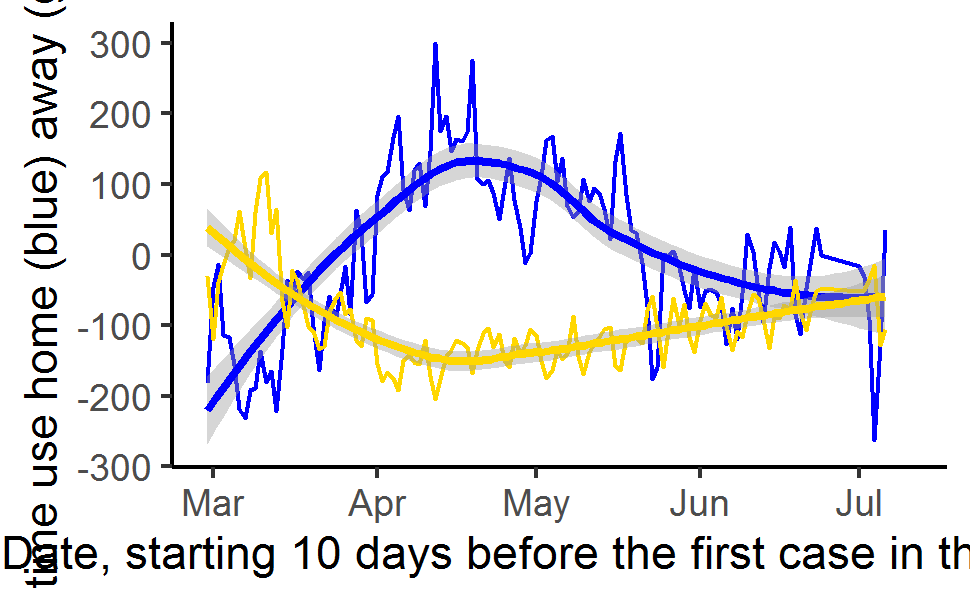 time use home (blue) away (g
300
200
100
0
-100
-200
-300
Mar Apr May Jun Jul
Date, starting 10 days before the first case in th